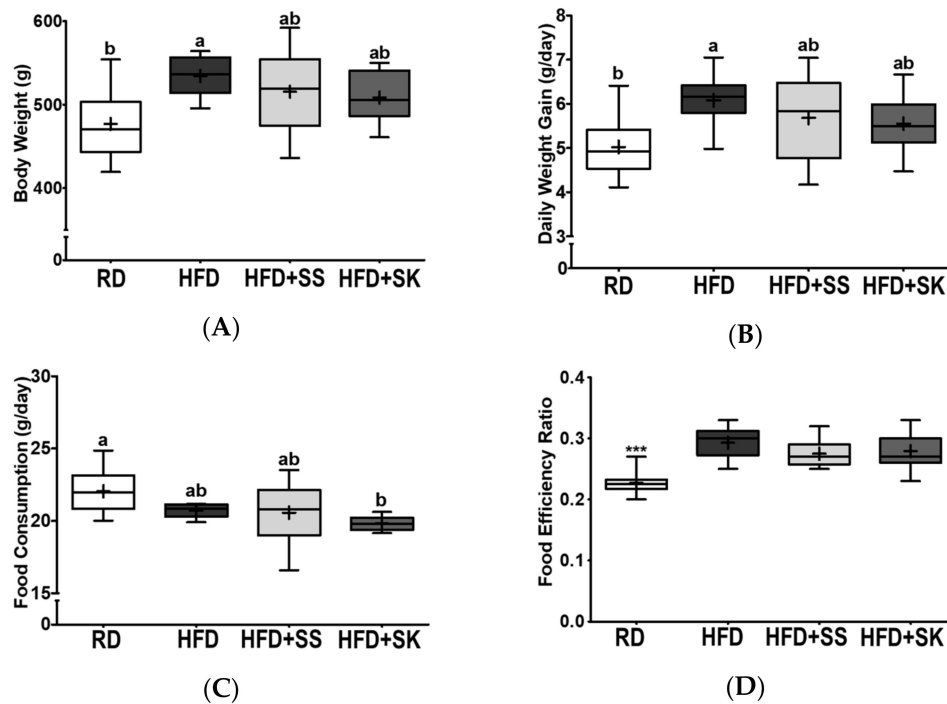 600
500
400
0
Body Weight (g)
b
a
ab
ab
RD
HFD
HFD+SS
HFD+SK
(A)
8
7
6
5
4
3
0
Daily Weight Gain (g/day)
b
a
ab
ab
RD
HFD
HFD+SS
HFD+SK
(B)
30
25
20
15
0
Food Consumption (g/day)
a
ab
ab
b
RD
HFD
HFD+SS
HFD+SK
(C)
0.4
0.3
0.2
0.1
0.0
Food Efficiency Ratio
***
RD
HFD
HFD+SS
HFD+SK
(D)